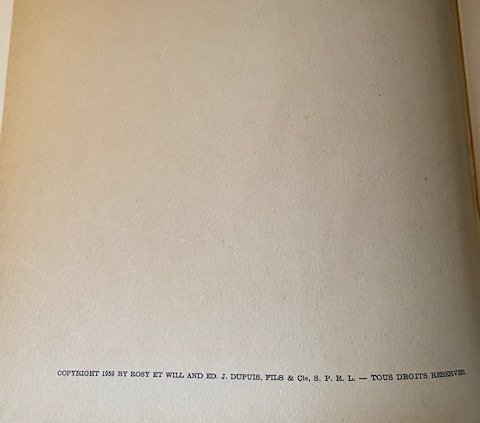 COPYRIGHT 1959 BY ROSY ET WILL AND ED. J. DUPUIS, FILS & Cie, S. P. R. L. — TOUS DROITS RESERVES.